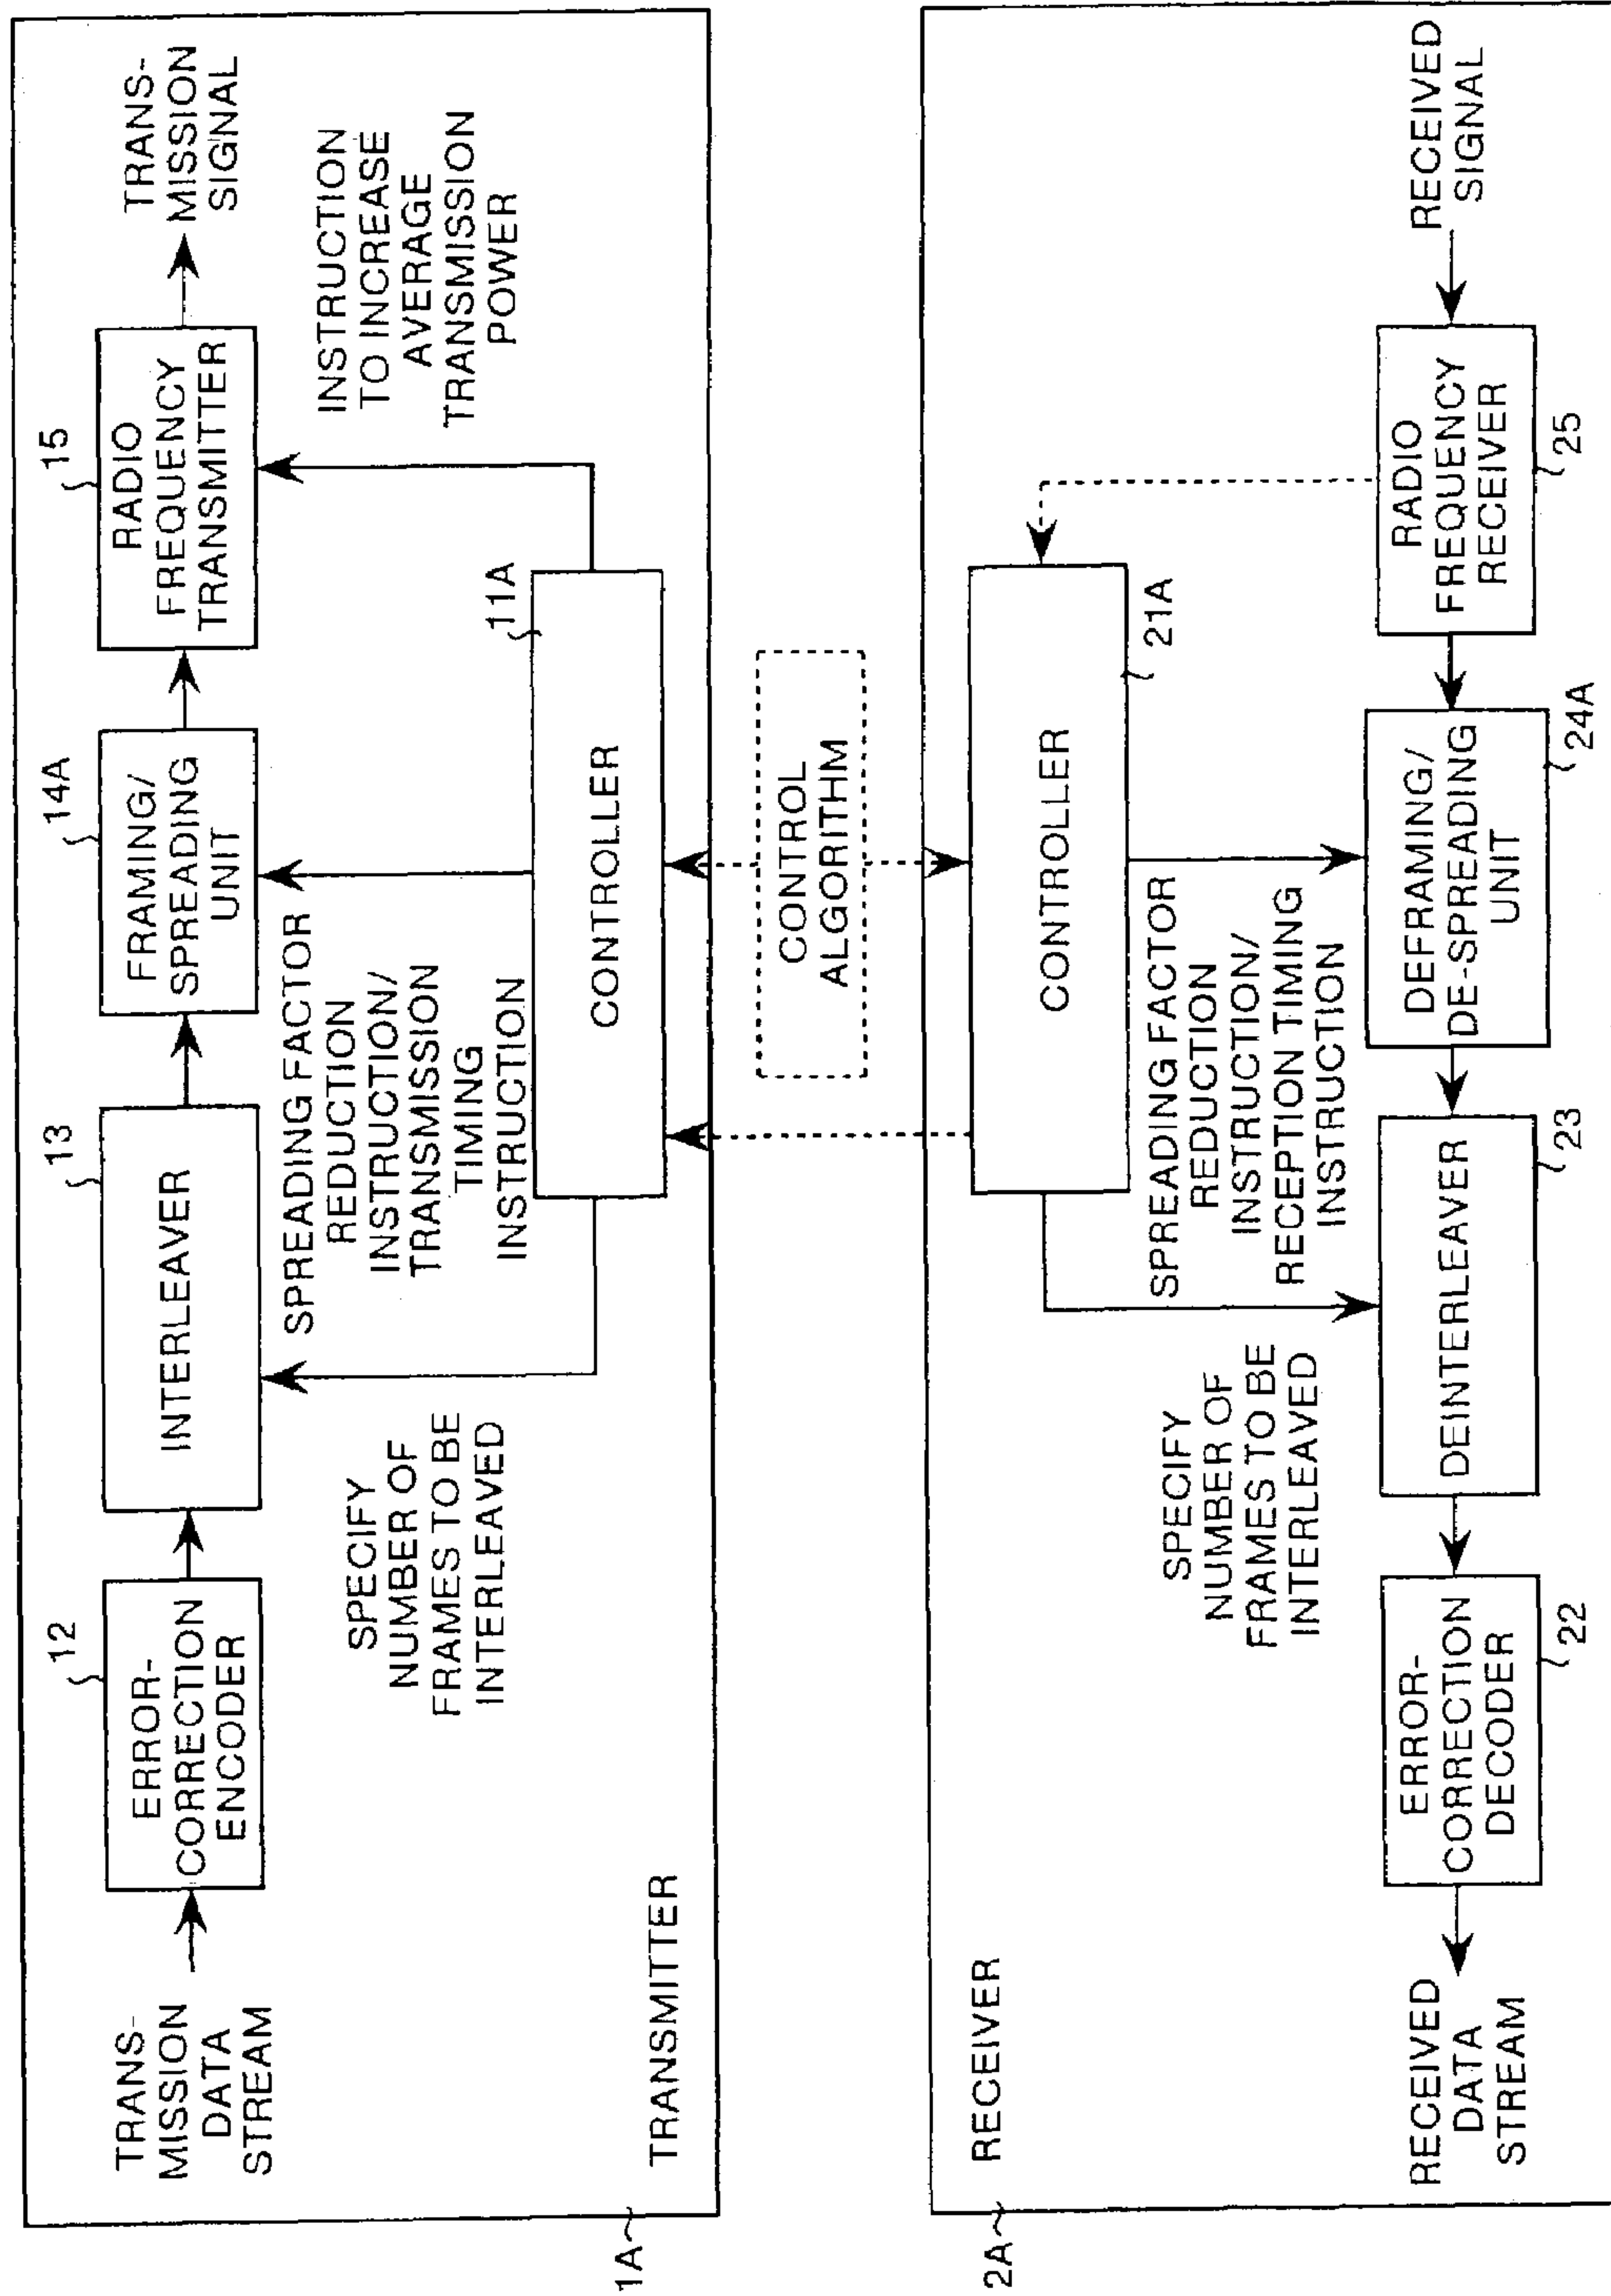 TRANS-
MISSION
DATA
STREAM
12
ERROR-
CORRECTION
ENCODER
13
INTERLEAVER
14A
FRAMING/
SPREADING
UNIT
15
RADIO
FREQUENCY
TRANSMITTER
TRANS-
MISSION
SIGNAL
SPECIFY
NUMBER OF
FRAMES TO BE
INTERLEAVED
SPREADING FACTOR
REDUCTION
INSTRUCTION/
TRANSMISSION
TIMING
INSTRUCTION
INSTRUCTION
TO INCREASE
AVERAGE
TRANSMISSION
POWER
11A
CONTROLLER
TRANSMITTER
1A
CONTROL
ALGORITHM
2A
RECEIVER
CONTROLLER
21A
SPECIFY
NUMBER OF
FRAMES TO BE
INTERLEAVED
SPREADING FACTOR
REDUCTION
INSTRUCTION/
RECEPTION TIMING
INSTRUCTION
RECEIVED
DATA
STREAM
ERROR-
CORRECTION
DECODER
22
DEINTERLEAVER
23
DEFRAMING/
DE-SPREADING
UNIT
24A
RADIO
FREQUENCY
RECEIVER
25
RECEIVED
SIGNAL